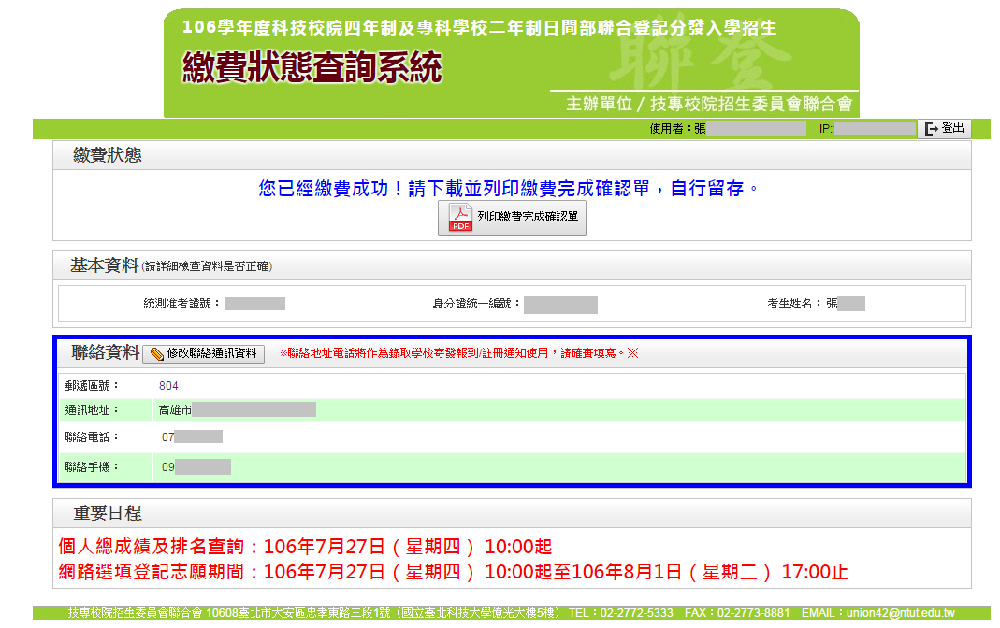 106學年度科技校院四年制及專科學校二年制日間部聯合登記分發入學招生
聯登
繳費狀態查詢系統
主辦單位 / 技專校院招生委員會聯合會
使用者：張 IP: 登出
繳費狀態
您已經繳費成功！請下載並列印繳費完成確認單，自行留存。
PDF 列印繳費完成確認單
基本資料 (請詳細檢查資料是否正確)
統測准考證號： 身分證統一編號： 考生姓名：張
聯絡資料 修改聯絡通訊資料 ※聯絡地址電話將作為錄取學校寄發報到/註冊通知使用，請確實填寫。※
郵遞區號： 804
通訊地址： 高雄市
聯絡電話： 07
聯絡手機： 09
重要日程
個人總成績及排名查詢：106年7月27日（星期四） 10:00起
網路選填登記志願期間：106年7月27日（星期四） 10:00起至106年8月1日（星期二） 17:00止
技專校院招生委員會聯合會 10608臺北市大安區忠孝東路三段1號（國立臺北科技大學億光大樓5樓） TEL：02-2772-5333 FAX：02-2773-8881 EMAIL：union42@ntut.edu.tw